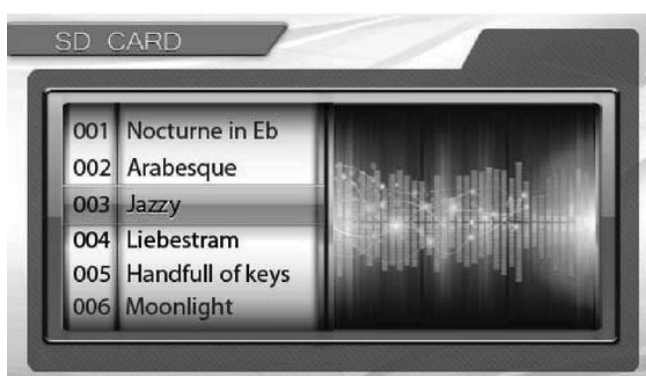 SD CARD
001 Nocturne in Eb
002 Arabesque
003 Jazzy
004 Liebestram
005 Handfull of keys
006 Moonlight